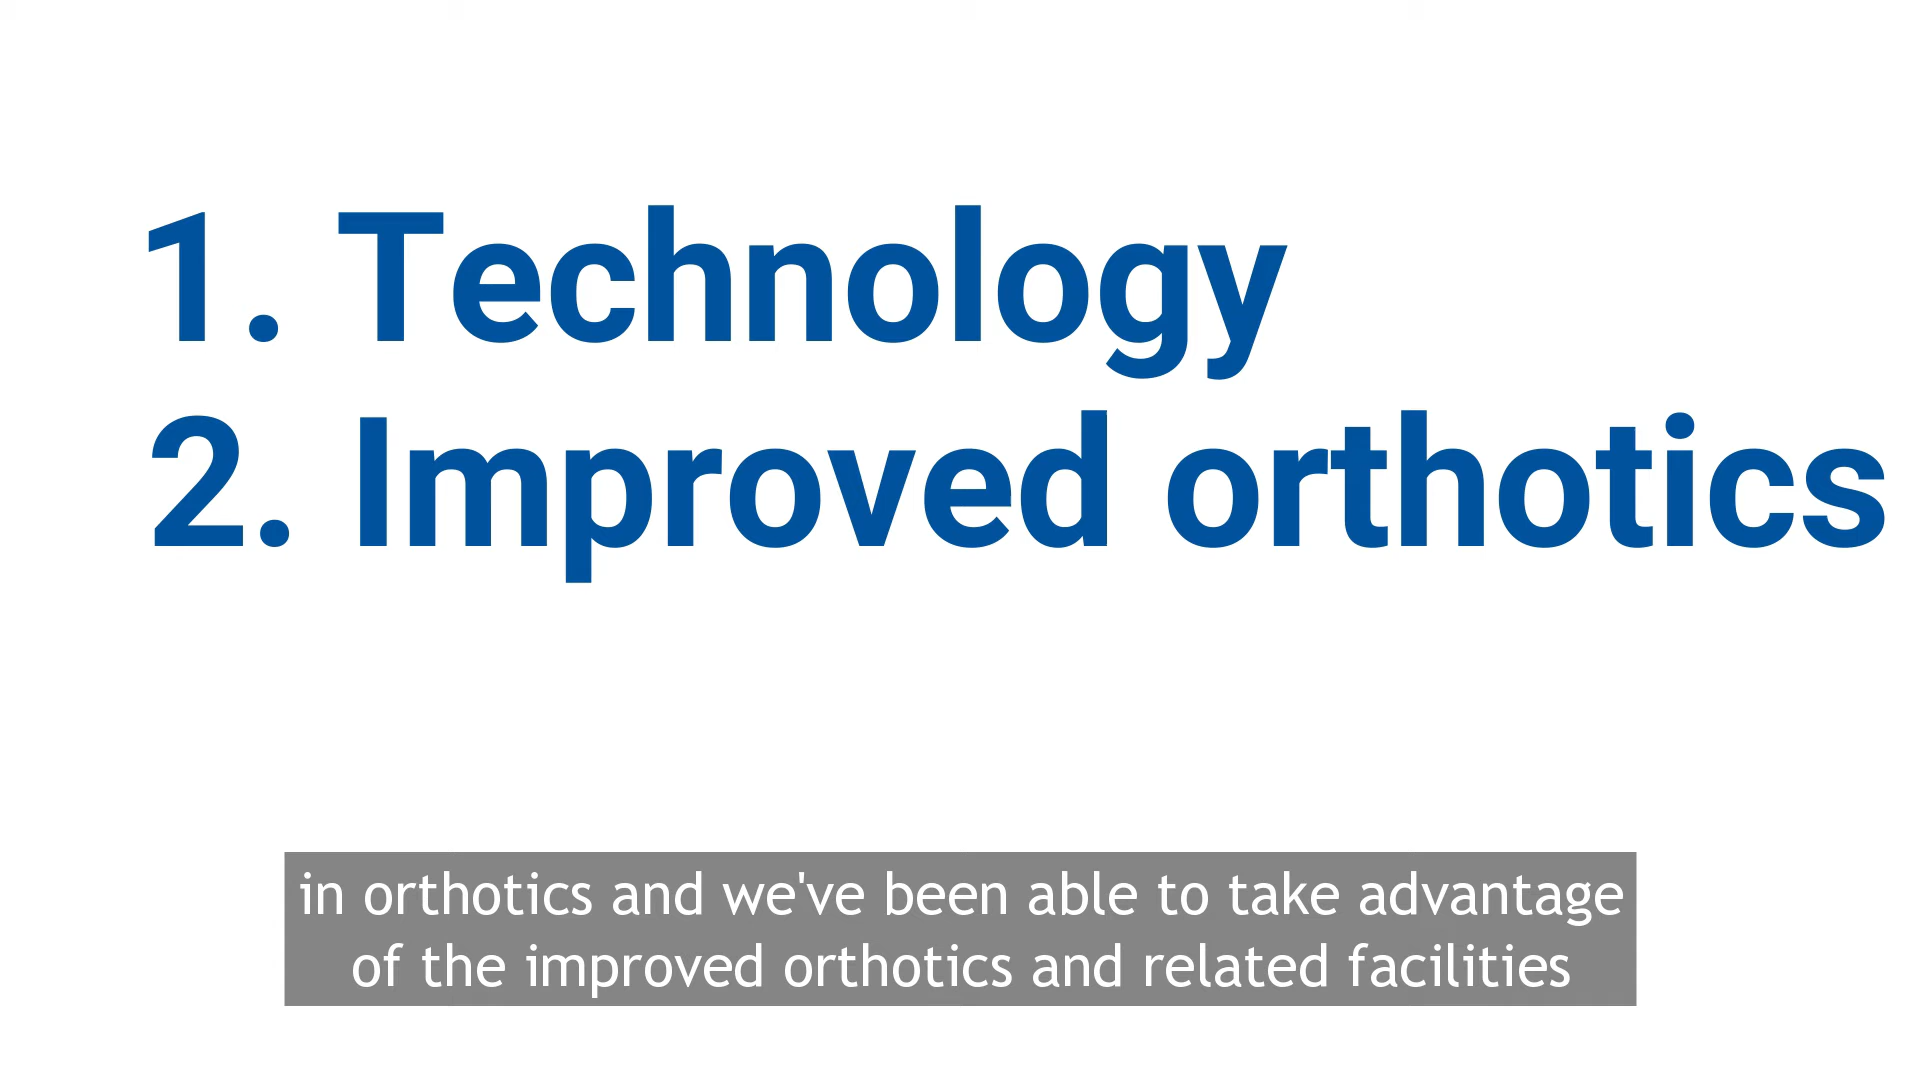 1. Technology
2. Improved orthotics
in orthotics and we've been able to take advantage
of the improved orthotics and related facilities